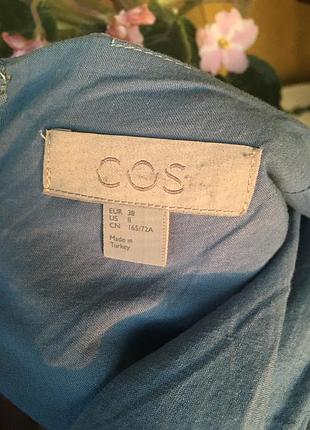 COS
EUR 38
US 8
CN 165/72A
Made in
Turkey